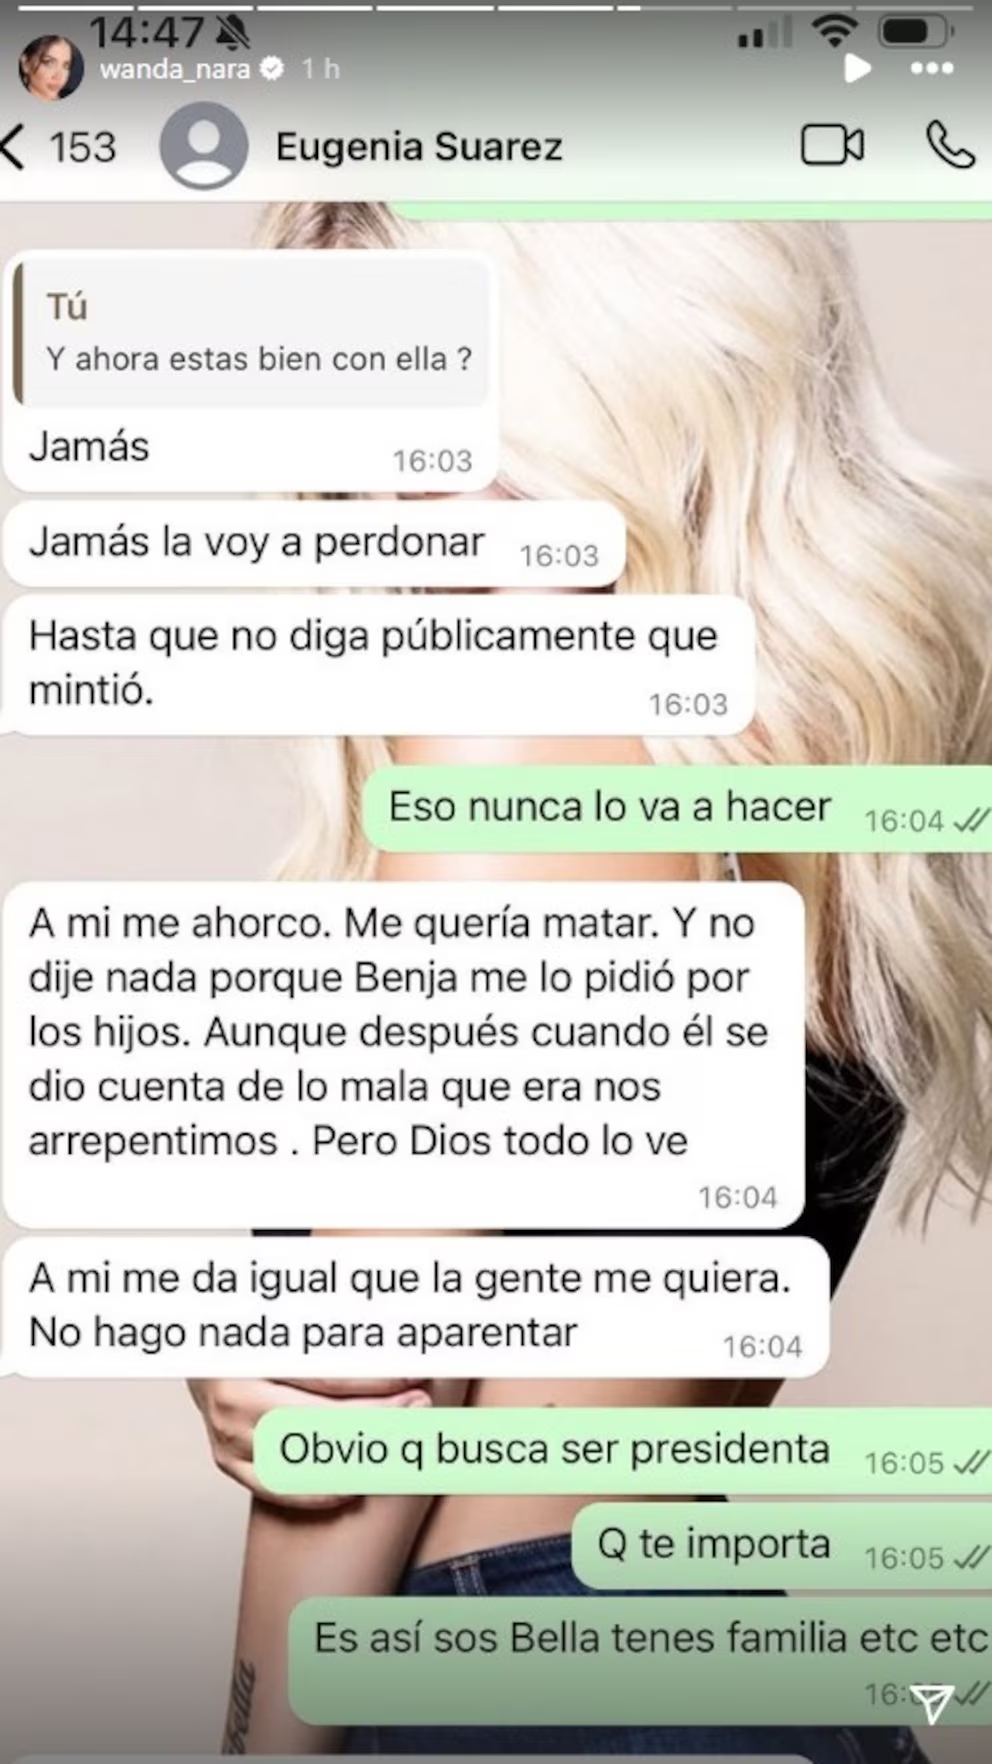 14:47
wanda_nara 1 h
153 Eugenia Suarez
Tú
Y ahora estas bien con ella ?
Jamás
16:03
Jamás la voy a perdonar
16:03
Hasta que no diga públicamente que
mintió.
16:03
Eso nunca lo va a hacer
16:04
A mi me ahorco. Me quería matar. Y no
dije nada porque Benja me lo pidió por
los hijos. Aunque después cuando él se
dio cuenta de lo mala que era nos
arrepentimos . Pero Dios todo lo ve
16:04
A mi me da igual que la gente me quiera.
No hago nada para aparentar
16:04
Obvio q busca ser presidenta
16:05
Q te importa
16:05
Es así sos Bella tenes familia etc etc